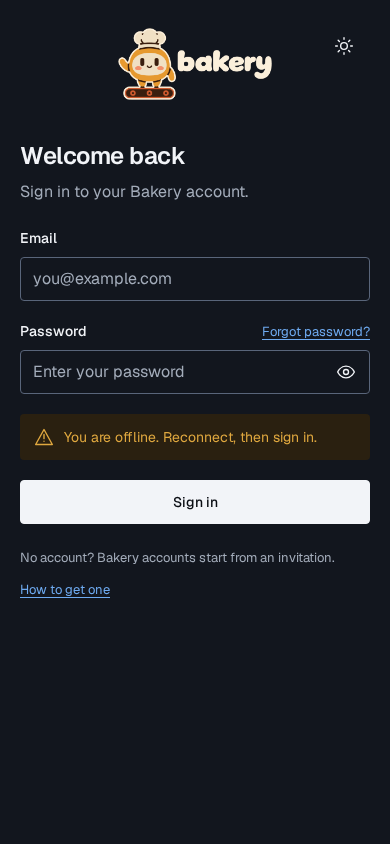 bakery
Welcome back
Sign in to your Bakery account.
Email
you@example.com
Password
Forgot password?
Enter your password
You are offline. Reconnect, then sign in.
Sign in
No account? Bakery accounts start from an invitation.
How to get one